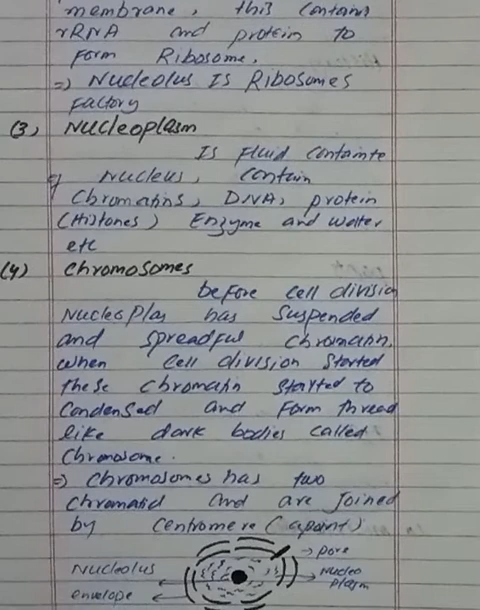 membrane, this contains
rRNA and protein to
form Ribosome.
=) Nucleolus Is Ribosomes
Factory
(3) Nucleoplasm
Is Fluid containte
of Nucleus, contain
Chromatins, DNA, protein
(Histones) Enzyme and water
etc
(4) Chromosomes
before cell division
Nucleoplas has suspended
and spreadful Chromatin,
When Cell division started
these chromatin started to
condensed and form thread
like dark bodies called
Chromosome.
=) Chromosomes has two
chromatid and are joined
by Centromere (apoint)
pore
Nucleolus
Nucleo
plasm
envelope